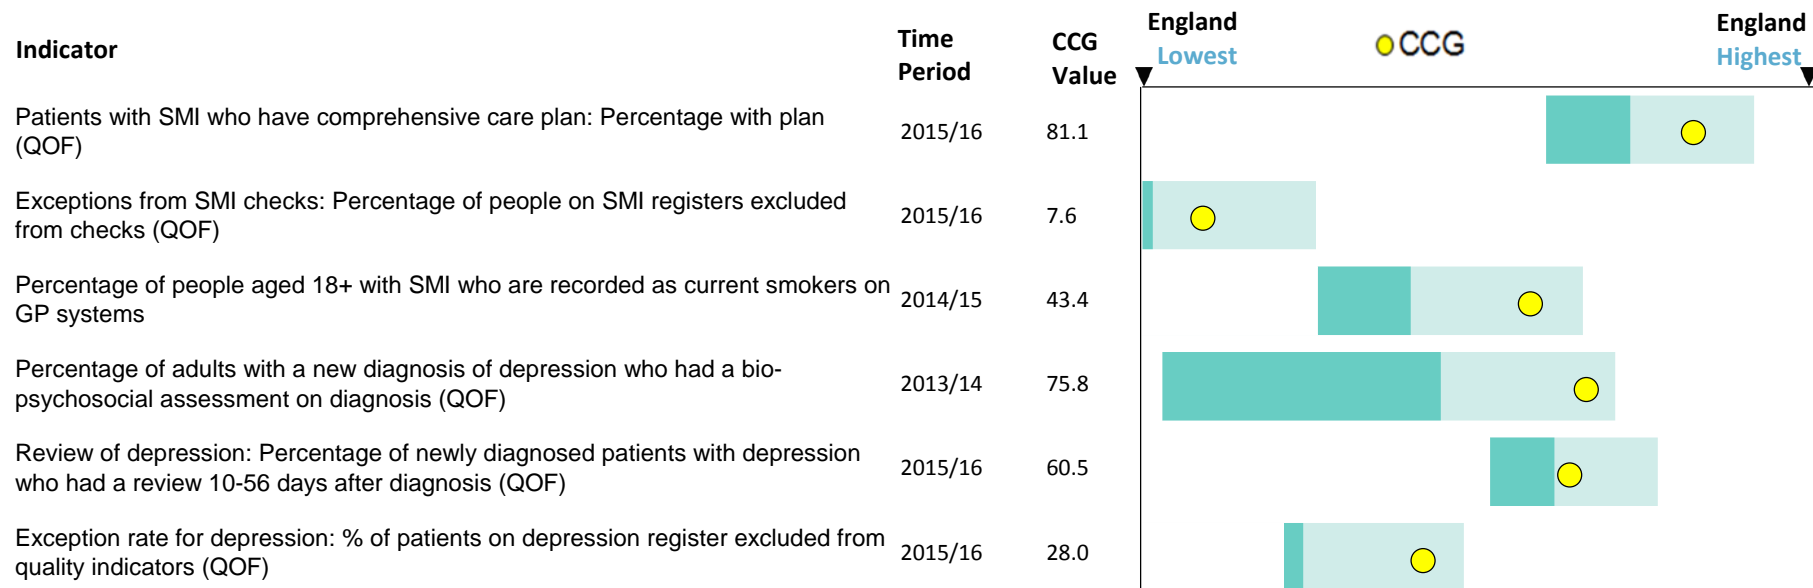 Indicator
Time
Period
CCG
Value
England
Lowest
CCG
England
Highest
Patients with SMI who have comprehensive care plan: Percentage with plan
(QOF)
2015/16
81.1
Exceptions from SMI checks: Percentage of people on SMI registers excluded
from checks (QOF)
2015/16
7.6
Percentage of people aged 18+ with SMI who are recorded as current smokers on
GP systems
2014/15
43.4
Percentage of adults with a new diagnosis of depression who had a bio-
psychosocial assessment on diagnosis (QOF)
2013/14
75.8
Review of depression: Percentage of newly diagnosed patients with depression
who had a review 10-56 days after diagnosis (QOF)
2015/16
60.5
Exception rate for depression: % of patients on depression register excluded from
quality indicators (QOF)
2015/16
28.0